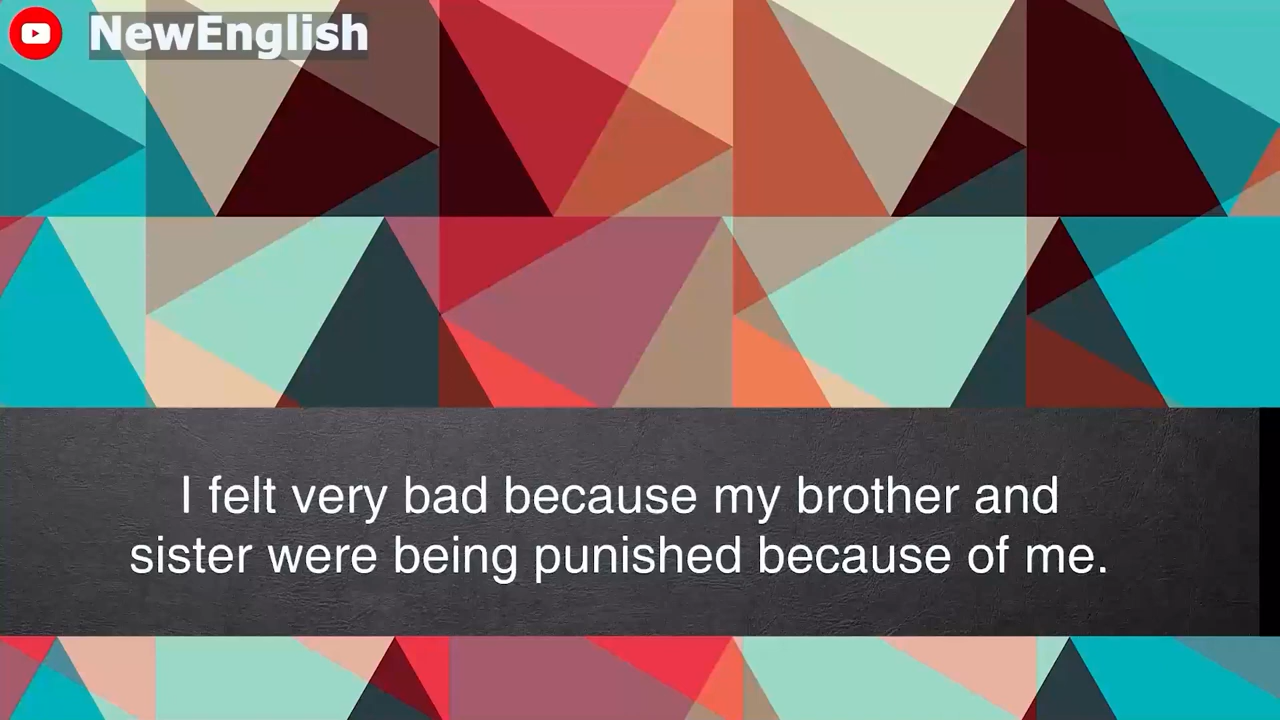 NewEnglish
I felt very bad because my brother and
sister were being punished because of me.